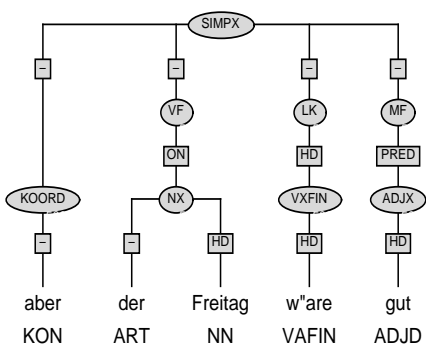 SIMPX
– – – –
VF LK MF
ON HD PRED
KOORD NX VXFIN ADJX
– – HD HD HD
aber der Freitag w"are gut
KON ART NN VAFIN ADJD